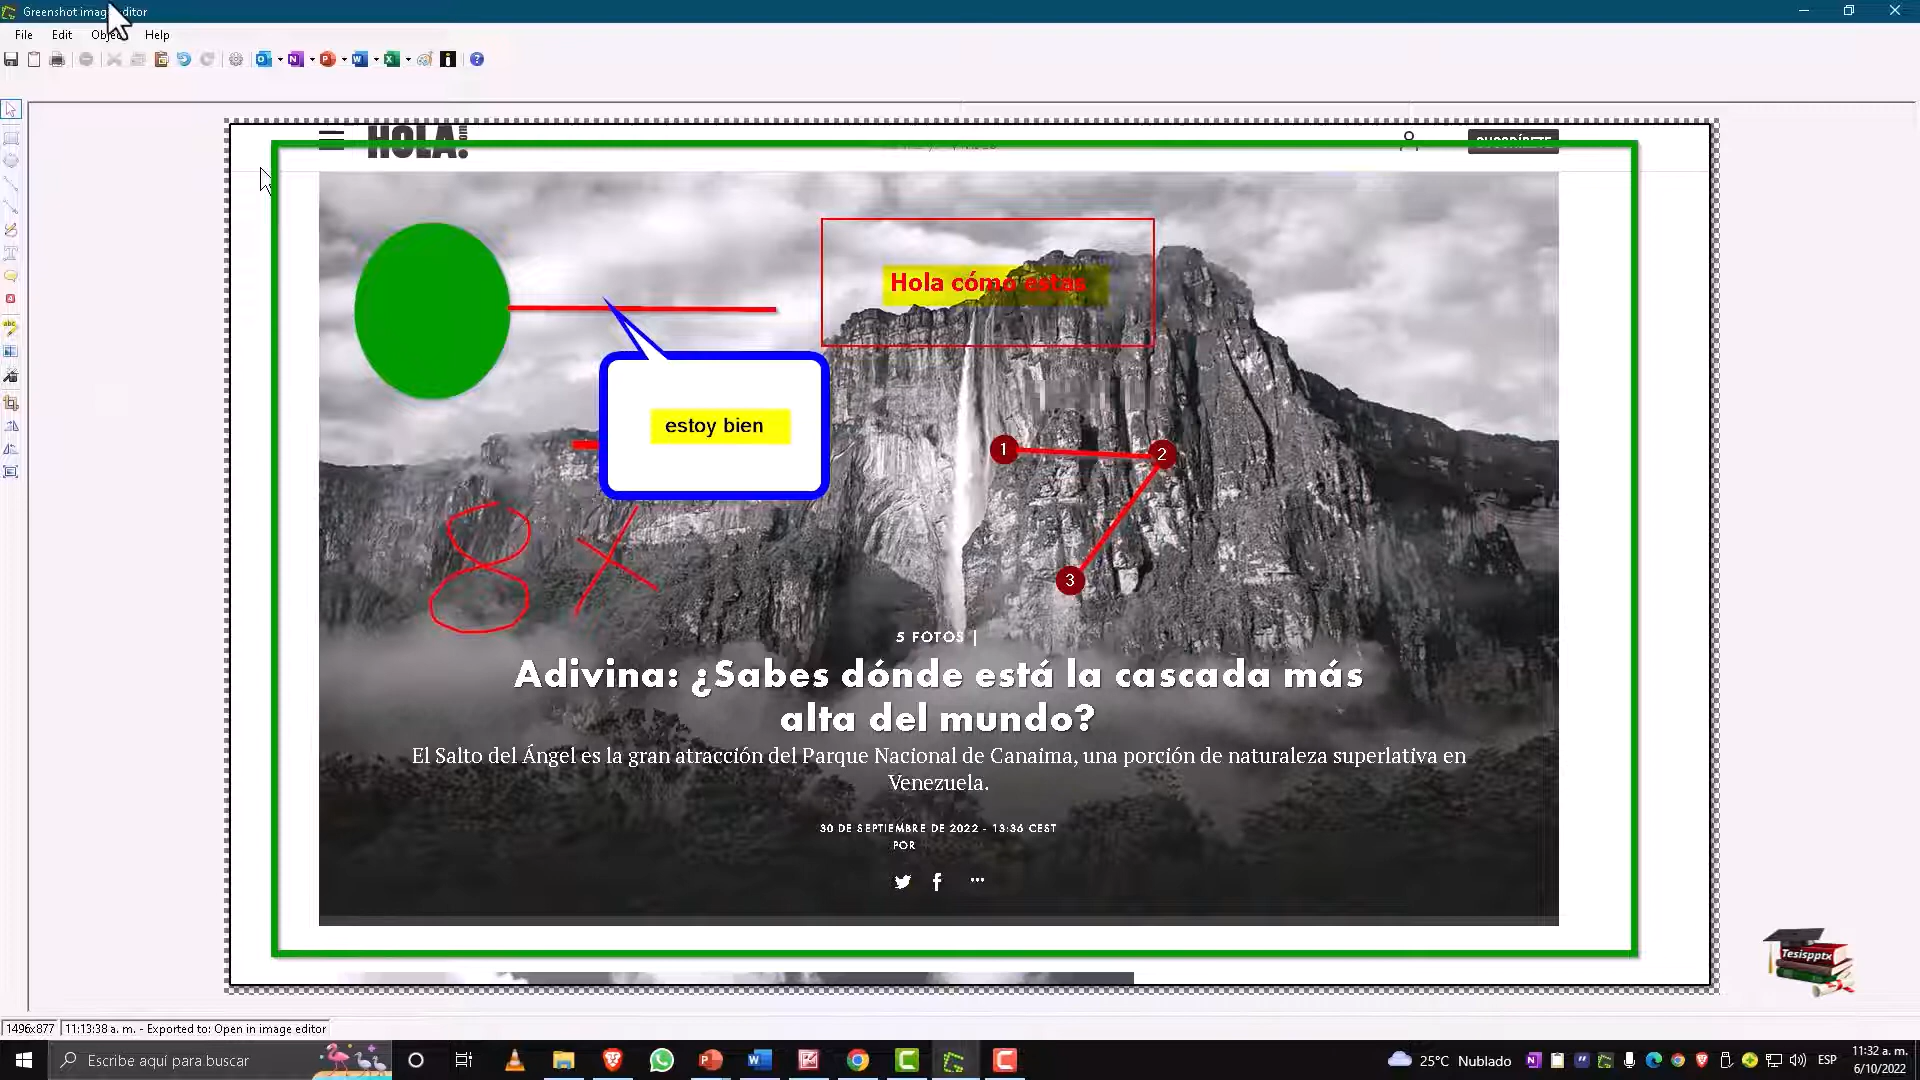 Greenshot image editor
File Edit Object Help
HOLA!
SUSCRÍBETE
Hola cómo estas
estoy bien
1
2
3
8 X
5 FOTOS |
Adivina: ¿Sabes dónde está la cascada más
alta del mundo?
El Salto del Ángel es la gran atracción del Parque Nacional de Canaima, una porción de naturaleza superlativa en
Venezuela.
30 DE SEPTIEMBRE DE 2022 - 13:36 CEST
POR
Tesispptx
1496x877 11:13:38 a. m. - Exported to: Open in image editor
Escribe aquí para buscar
25°C Nublado
ESP
11:32 a. m.
6/10/2022